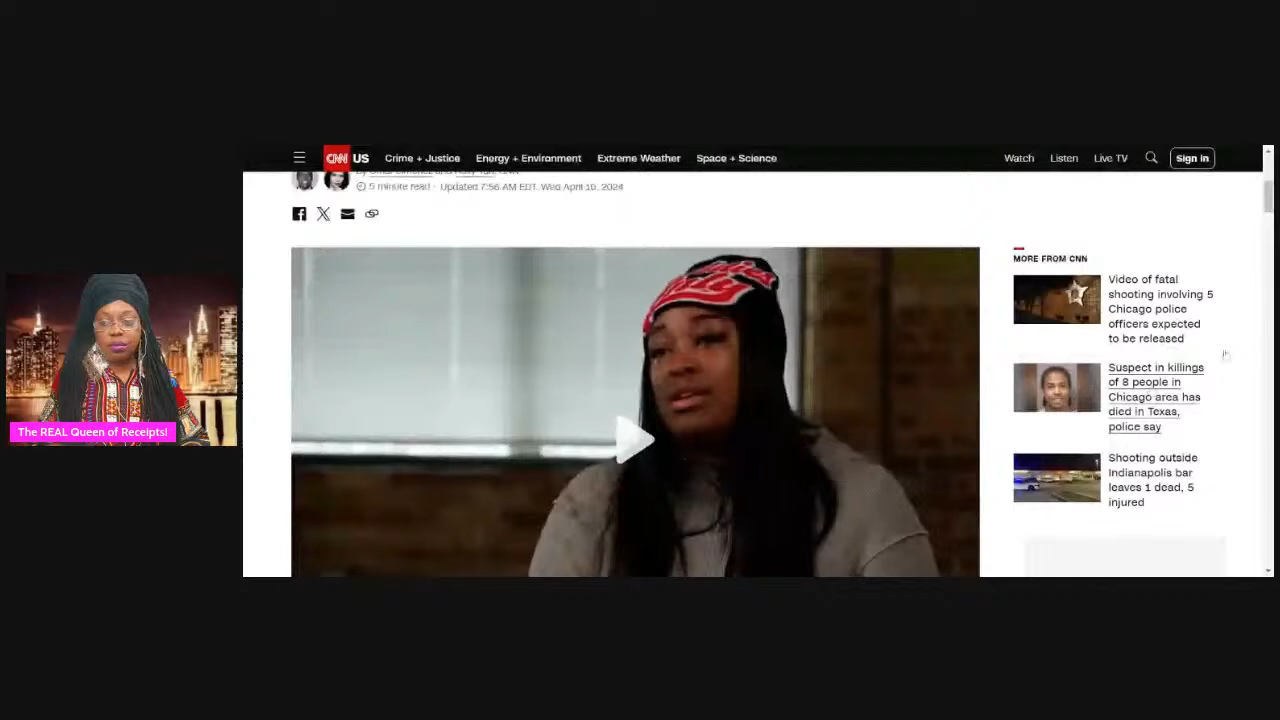 CNN US
Crime + Justice
Energy + Environment
Extreme Weather
Space + Science
Watch
Listen
Live TV
Sign in
5 minute read · Updated 7:56 AM EDT, Wed April 10, 2024
MORE FROM CNN
Video of fatal
shooting involving 5
Chicago police
officers expected
to be released
Suspect in killings
of 8 people in
Chicago area has
died in Texas,
police say
Shooting outside
Indianapolis bar
leaves 1 dead, 5
injured
The REAL Queen of Receipts!